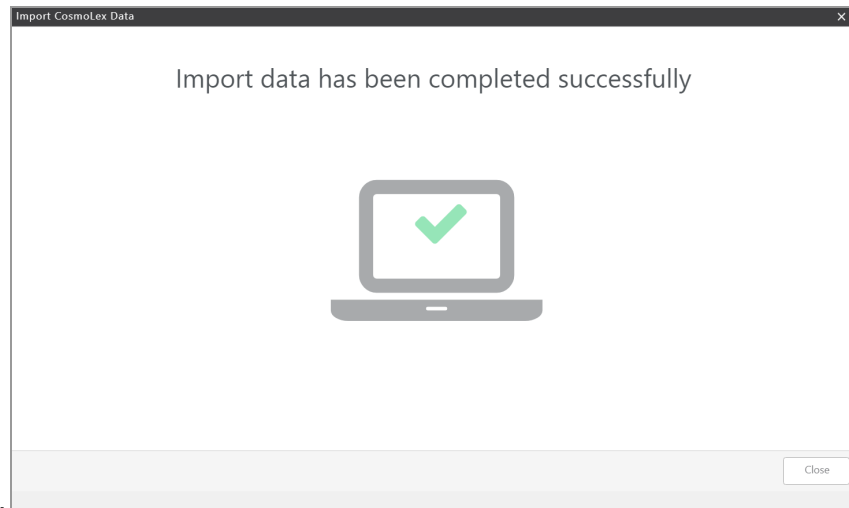 Import CosmoLex Data
Import data has been completed successfully
Close